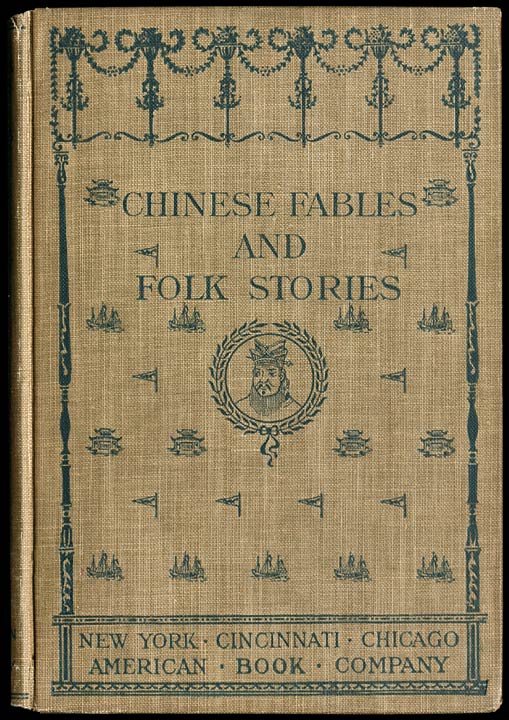 CHINESE FABLES
AND
FOLK STORIES
NEW YORK · CINCINNATI · CHICAGO
AMERICAN · BOOK · COMPANY